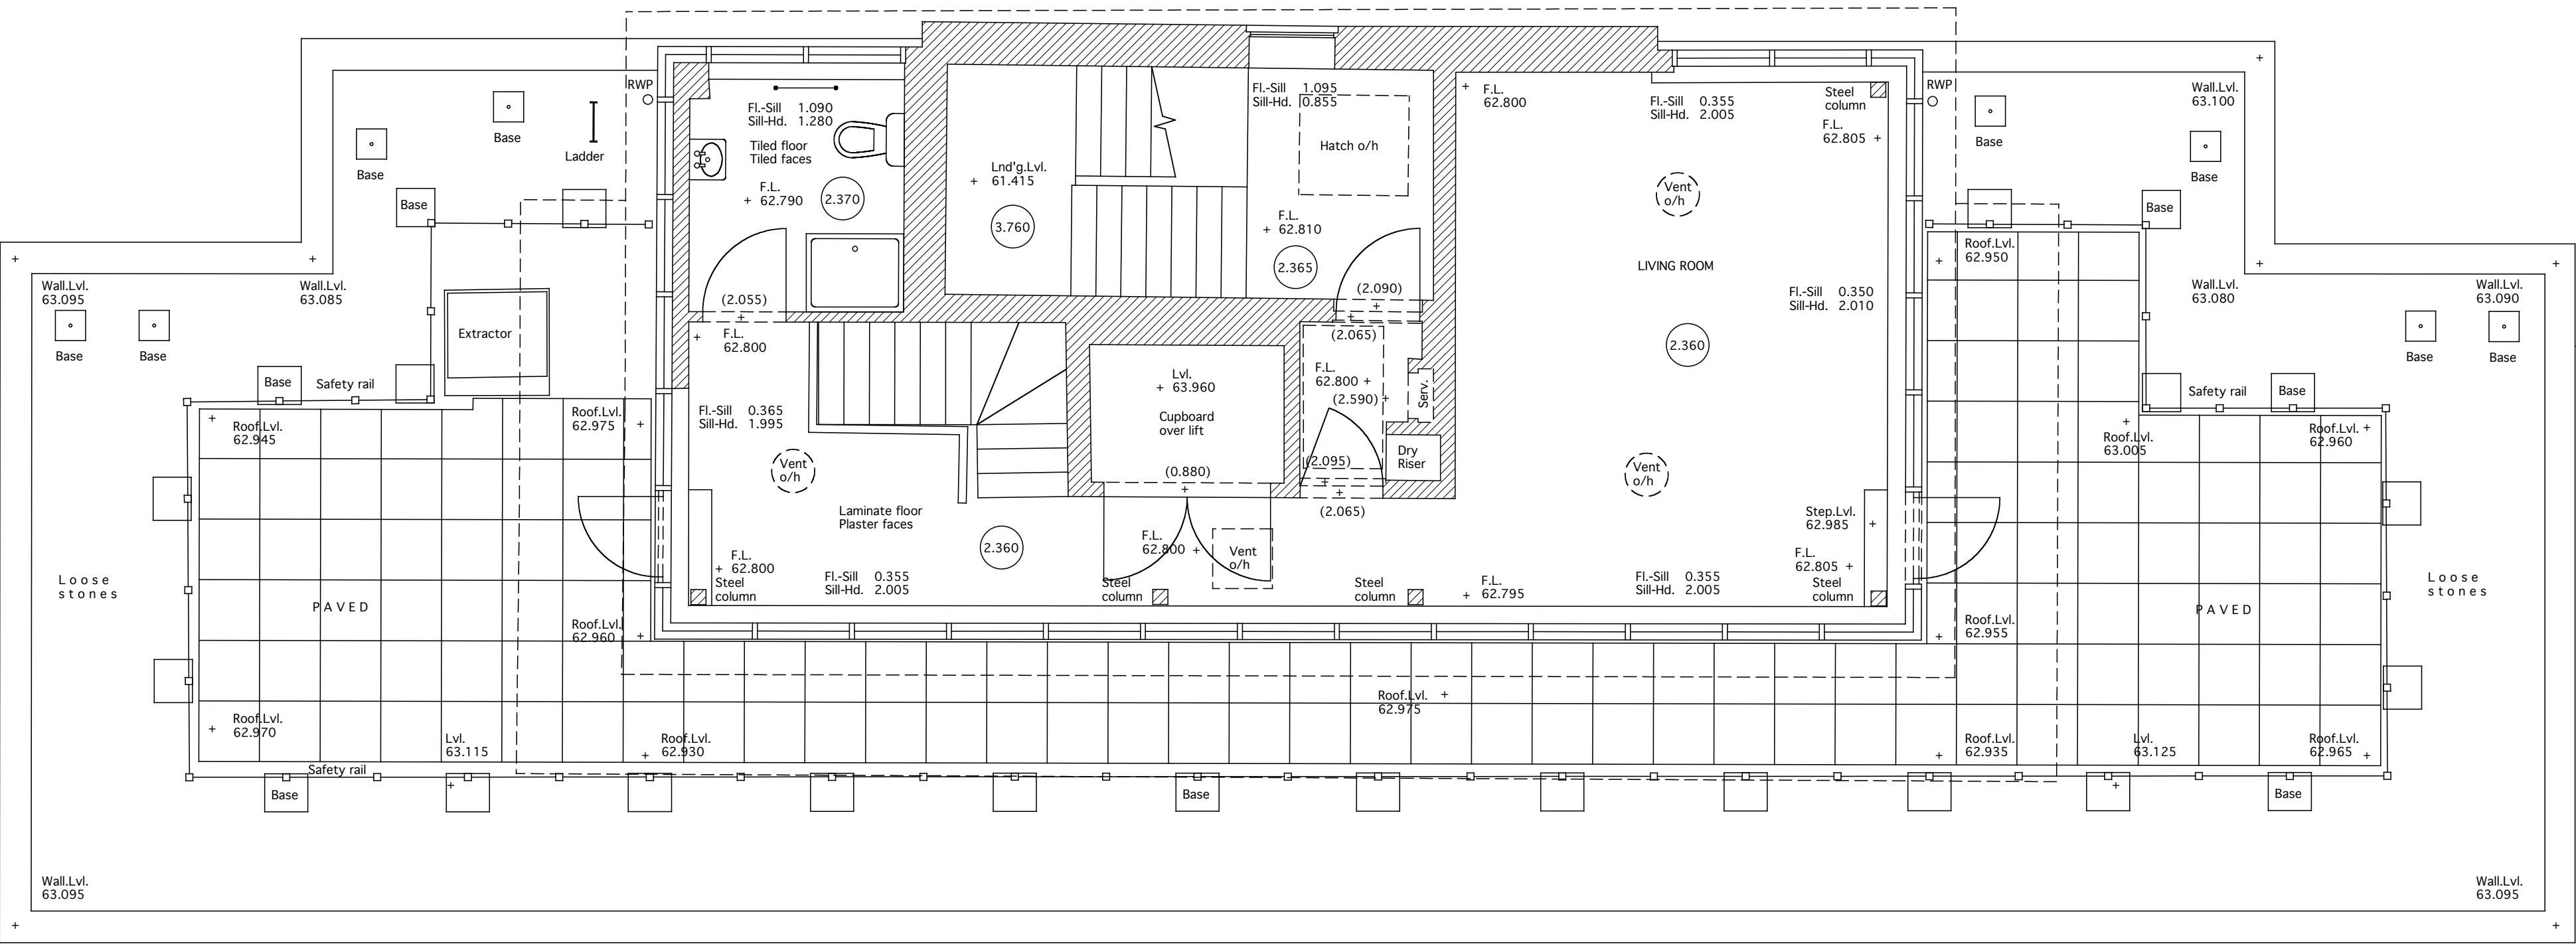 RWP
Base
Base
Ladder
Base
Wall.Lvl.
63.095
Wall.Lvl.
63.085
Base
Base
Extractor
Base
Safety rail
Roof.Lvl.
62.945
Roof.Lvl.
62.975
Loose
stones
PAVED
Roof.Lvl.
62.960
Roof.Lvl.
62.970
Lvl.
63.115
Roof.Lvl.
62.930
Safety rail
Base
Wall.Lvl.
63.095
Fl.-Sill 1.090
Sill-Hd. 1.280
Tiled floor
Tiled faces
F.L.
62.790
2.370
(2.055)
F.L.
62.800
Fl.-Sill 0.365
Sill-Hd. 1.995
Vent
o/h
Laminate floor
Plaster faces
F.L.
62.800
Steel
column
Fl.-Sill 0.355
Sill-Hd. 2.005
2.360
Lnd'g.Lvl.
61.415
3.760
Fl.-Sill 1.095
Sill-Hd. 0.855
Hatch o/h
F.L.
62.810
2.365
(2.090)
(2.065)
F.L.
62.800
(2.590)
Serv.
Lvl.
63.960
Cupboard
over lift
(0.880)
(2.095)
Dry
Riser
(2.065)
F.L.
62.800
Vent
o/h
Steel
column
Steel
column
F.L.
62.795
F.L.
62.800
Fl.-Sill 0.355
Sill-Hd. 2.005
Steel
column
F.L.
62.805
Vent
o/h
LIVING ROOM
Fl.-Sill 0.350
Sill-Hd. 2.010
2.360
Vent
o/h
Step.Lvl.
62.985
F.L.
62.805
Fl.-Sill 0.355
Sill-Hd. 2.005
Steel
column
Roof.Lvl.
62.975
Base
RWP
Base
Wall.Lvl.
63.100
Base
Base
Roof.Lvl.
62.950
Wall.Lvl.
63.080
Wall.Lvl.
63.090
Base
Base
Safety rail
Base
Roof.Lvl.
63.005
Roof.Lvl.
62.960
Loose
stones
PAVED
Roof.Lvl.
62.955
Roof.Lvl.
62.935
Lvl.
63.125
Roof.Lvl.
62.965
Base
Wall.Lvl.
63.095